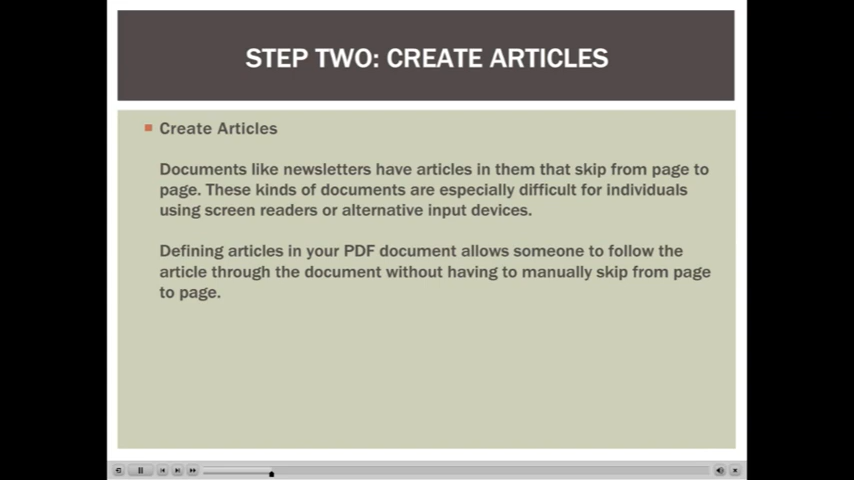 STEP TWO: CREATE ARTICLES
Create Articles
Documents like newsletters have articles in them that skip from page to
page. These kinds of documents are especially difficult for individuals
using screen readers or alternative input devices.
Defining articles in your PDF document allows someone to follow the
article through the document without having to manually skip from page
to page.